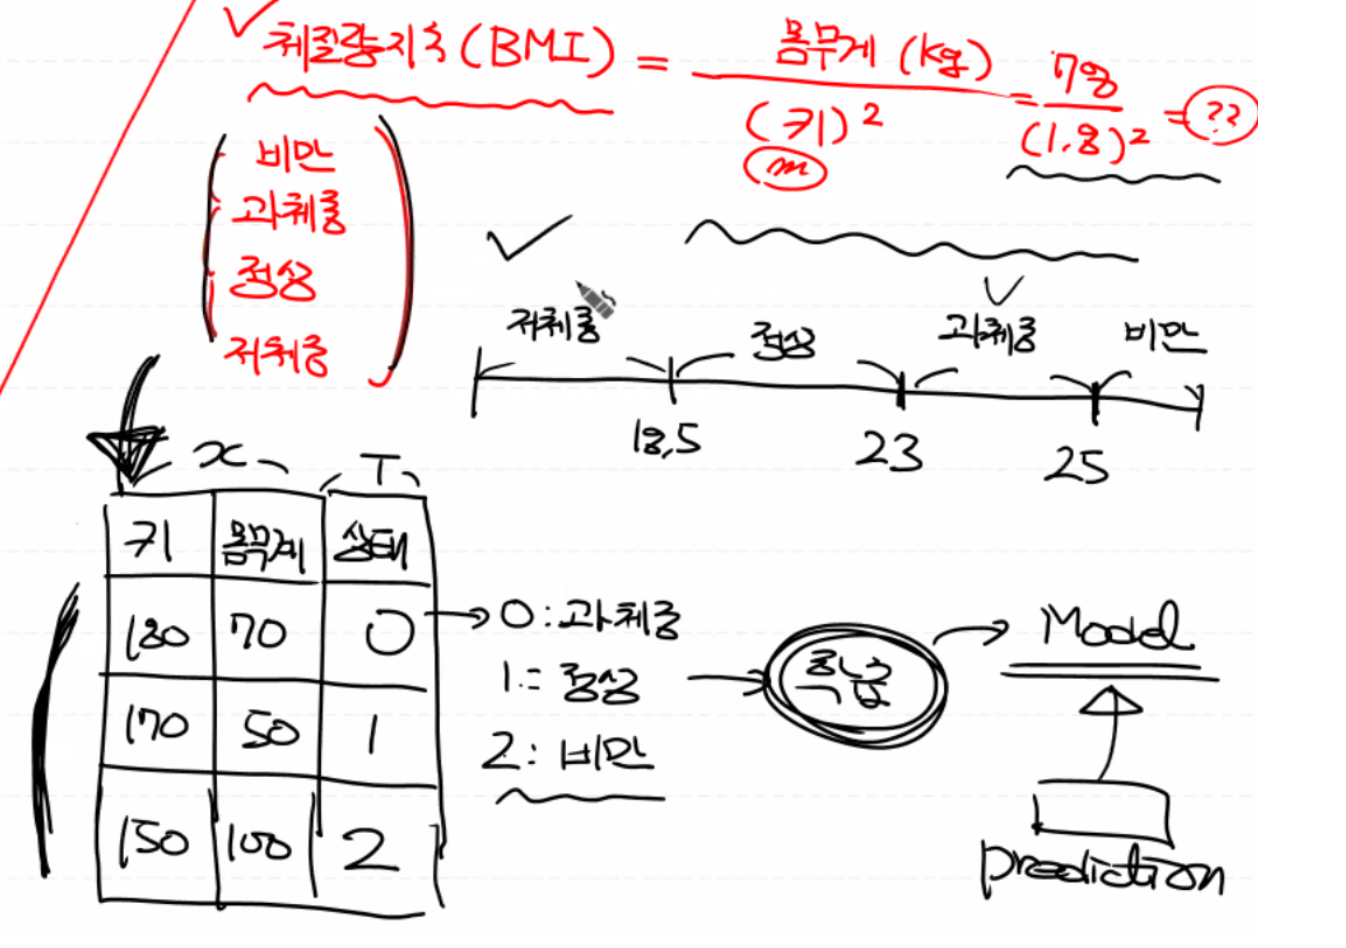 체질량지수 (BMI) = 몸무게 (kg) / (키)² = 78 / (1.8)² = ??
(m)
비만
과체중
정상
저체중
저체중 정상 과체중 비만
18.5 23 25
x T
키 몸무게 상태
180 70 0 → 0 : 과체중
170 50 1
150 100 2
1 : 정상
2 : 비만
학습
Model
prediction